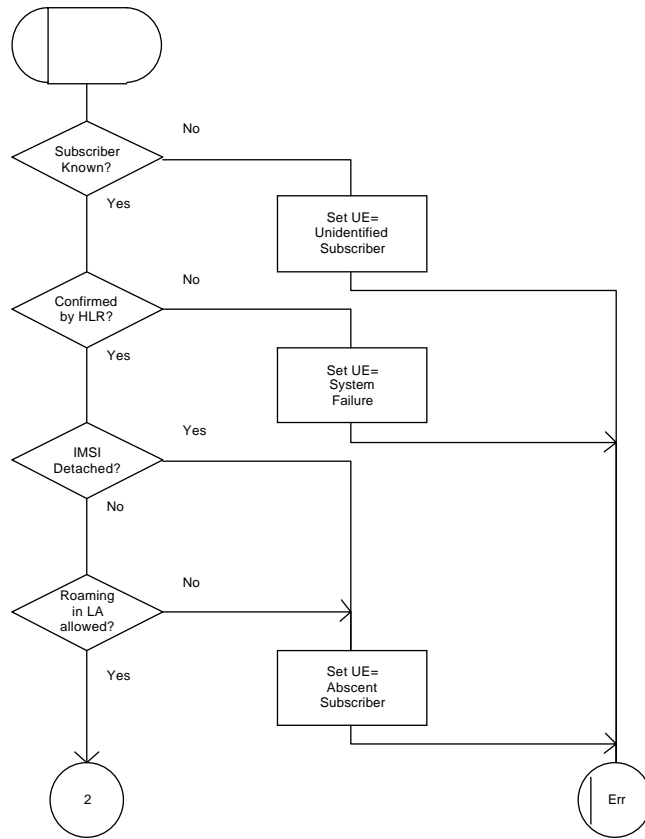 No
Subscriber
Known?
Yes
Set UE=
Unidentified
Subscriber
No
Confirmed
by HLR?
Yes
Set UE=
System
Failure
Yes
IMSI
Detached?
No
No
Roaming
in LA
allowed?
Yes
Set UE=
Abscent
Subscriber
2
Err